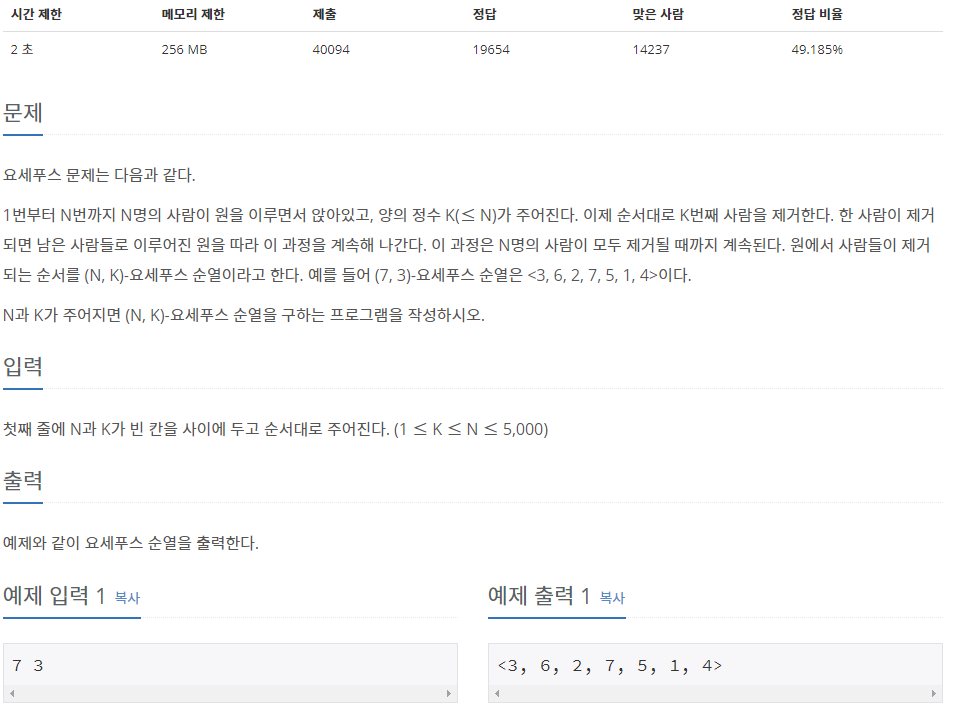 시간 제한 메모리 제한 제출 정답 맞은 사람 정답 비율
2 초 256 MB 40094 19654 14237 49.185%
문제
요세푸스 문제는 다음과 같다.
1번부터 N번까지 N명의 사람이 원을 이루면서 앉아있고, 양의 정수 K(≤ N)가 주어진다. 이제 순서대로 K번째 사람을 제거한다. 한 사람이 제거
되면 남은 사람들로 이루어진 원을 따라 이 과정을 계속해 나간다. 이 과정은 N명의 사람이 모두 제거될 때까지 계속된다. 원에서 사람들이 제거
되는 순서를 (N, K)-요세푸스 순열이라고 한다. 예를 들어 (7, 3)-요세푸스 순열은 <3, 6, 2, 7, 5, 1, 4>이다.
N과 K가 주어지면 (N, K)-요세푸스 순열을 구하는 프로그램을 작성하시오.
입력
첫째 줄에 N과 K가 빈 칸을 사이에 두고 순서대로 주어진다. (1 ≤ K ≤ N ≤ 5,000)
출력
예제와 같이 요세푸스 순열을 출력한다.
예제 입력 1 복사
7 3
예제 출력 1 복사
<3, 6, 2, 7, 5, 1, 4>